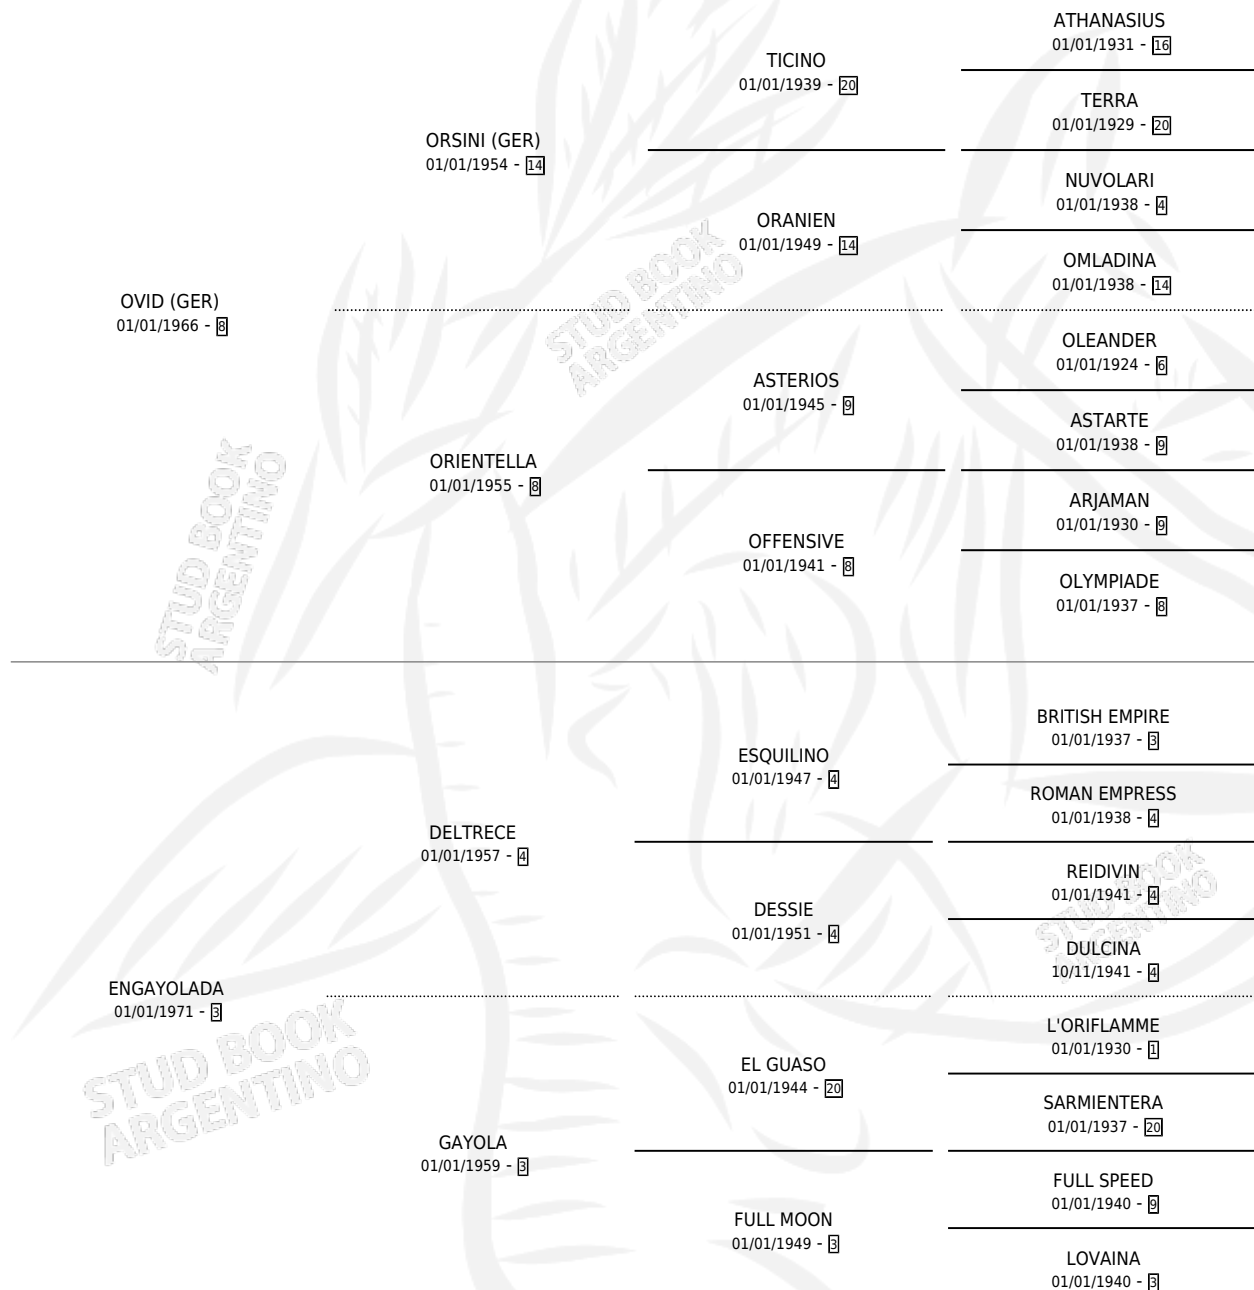 OVID (GER)
01/01/1966 - 8
ORSINI (GER)
01/01/1954 - 14
TICINO
01/01/1939 - 20
ATHANASIUS
01/01/1931 - 16
TERRA
01/01/1929 - 20
ORANIEN
01/01/1949 - 14
NUVOLARI
01/01/1938 - 4
OMLADINA
01/01/1938 - 14
ORIENTELLA
01/01/1955 - 8
ASTERIOS
01/01/1945 - 9
OLEANDER
01/01/1924 - 6
ASTARTE
01/01/1938 - 9
OFFENSIVE
01/01/1941 - 8
ARJAMAN
01/01/1930 - 9
OLYMPIADE
01/01/1937 - 8
ENGAYOLADA
01/01/1971 - 3
DELTRECE
01/01/1957 - 4
ESQUILINO
01/01/1947 - 4
BRITISH EMPIRE
01/01/1937 - 3
ROMAN EMPRESS
01/01/1938 - 4
DESSIE
01/01/1951 - 4
REIDIVIN
01/01/1941 - 4
DULCINA
10/11/1941 - 4
GAYOLA
01/01/1959 - 3
EL GUASO
01/01/1944 - 20
L'ORIFLAMME
01/01/1930 - 1
SARMIENTERA
01/01/1937 - 20
FULL MOON
01/01/1949 - 3
FULL SPEED
01/01/1940 - 9
LOVAINA
01/01/1940 - 3
STUD BOOK
ARGENTINO
STUD BOOK
ARGENTINO
STUD BOOK
ARGENTINO
STUD BOOK
ARGENTINO